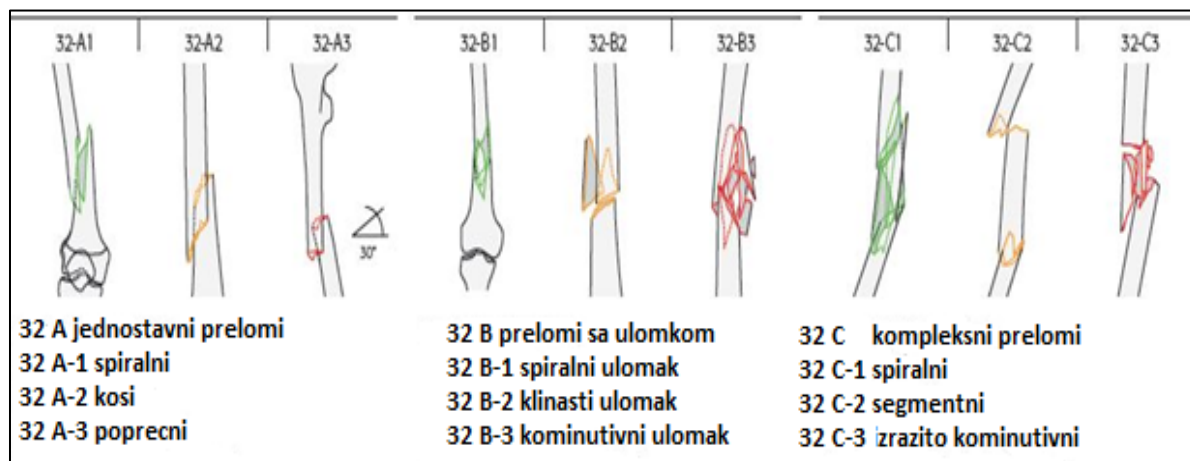 32-A1 32-A2 32-A3 32-B1 32-B2 32-B3 32-C1 32-C2 32-C3
30°
32 A jednostavni prelomi
32 A-1 spiralni
32 A-2 kosi
32 A-3 poprecni
32 B prelomi sa ulomkom
32 B-1 spiralni ulomak
32 B-2 klinasti ulomak
32 B-3 kominutivni ulomak
32 C kompleksni prelomi
32 C-1 spiralni
32 C-2 segmentni
32 C-3 izrazito kominutivni